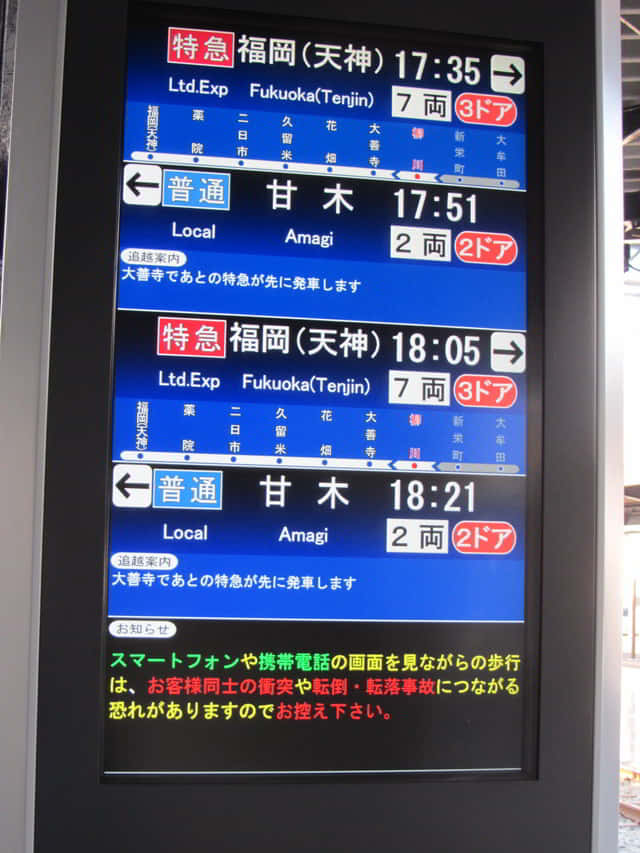 特急 福岡(天神) 17:35 →
Ltd.Exp Fukuoka(Tenjin) 7両 3ドア
福岡(天神) 薬院 二日市 久留米 花畑 大善寺 柳川 新栄町 大牟田
← 普通 甘木 17:51
Local Amagi 2両 2ドア
追越案内
大善寺であとの特急が先に発車します
特急 福岡(天神) 18:05 →
Ltd.Exp Fukuoka(Tenjin) 7両 3ドア
福岡(天神) 薬院 二日市 久留米 花畑 大善寺 柳川 新栄町 大牟田
← 普通 甘木 18:21
Local Amagi 2両 2ドア
追越案内
大善寺であとの特急が先に発車します
お知らせ
スマートフォンや携帯電話の画面を見ながらの歩行
は、お客様同士の衝突や転倒・転落事故につながる
恐れがありますのでお控え下さい。